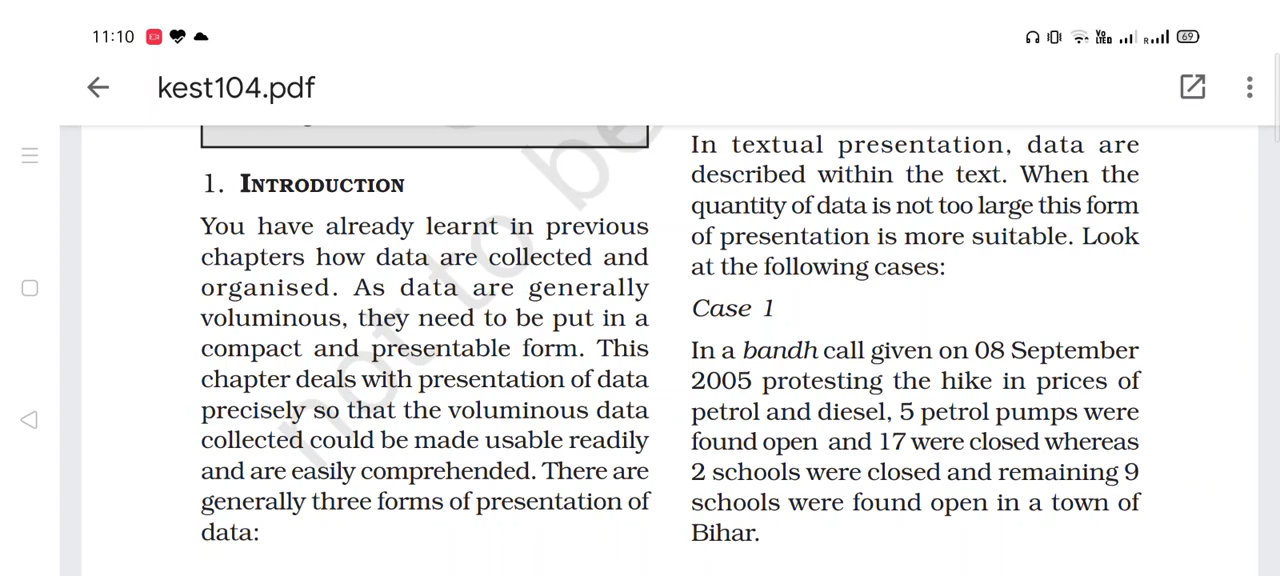 11:10
Vo
LTED
R
69
kest104.pdf
1. INTRODUCTION
You have already learnt in previous
chapters how data are collected and
organised. As data are generally
voluminous, they need to be put in a
compact and presentable form. This
chapter deals with presentation of data
precisely so that the voluminous data
collected could be made usable readily
and are easily comprehended. There are
generally three forms of presentation of
data:
In textual presentation, data are
described within the text. When the
quantity of data is not too large this form
of presentation is more suitable. Look
at the following cases:
Case 1
In a bandh call given on 08 September
2005 protesting the hike in prices of
petrol and diesel, 5 petrol pumps were
found open and 17 were closed whereas
2 schools were closed and remaining 9
schools were found open in a town of
Bihar.
not to be